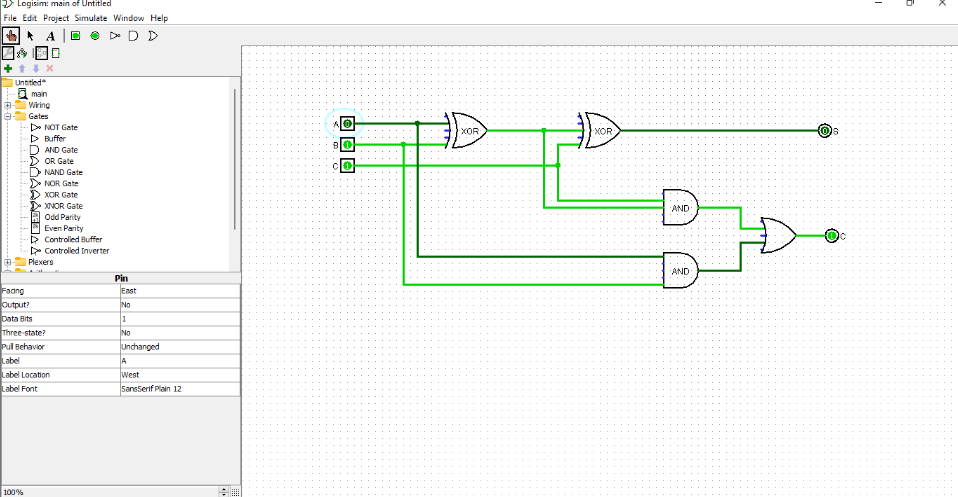 Logisim: main of Untitled
File Edit Project Simulate Window Help
A
Untitled*
main
Wiring
Gates
NOT Gate
Buffer
AND Gate
OR Gate
NAND Gate
NOR Gate
XOR Gate
XNOR Gate
Odd Parity
Even Parity
Controlled Buffer
Controlled Inverter
Plexers
Pin
Facing East
Output? No
Data Bits 1
Three-state? No
Pull Behavior Unchanged
Label A
Label Location West
Label Font SansSerif Plain 12
100%
A 0
B 1
C 1
XOR
XOR
0 S
AND
1 C
AND